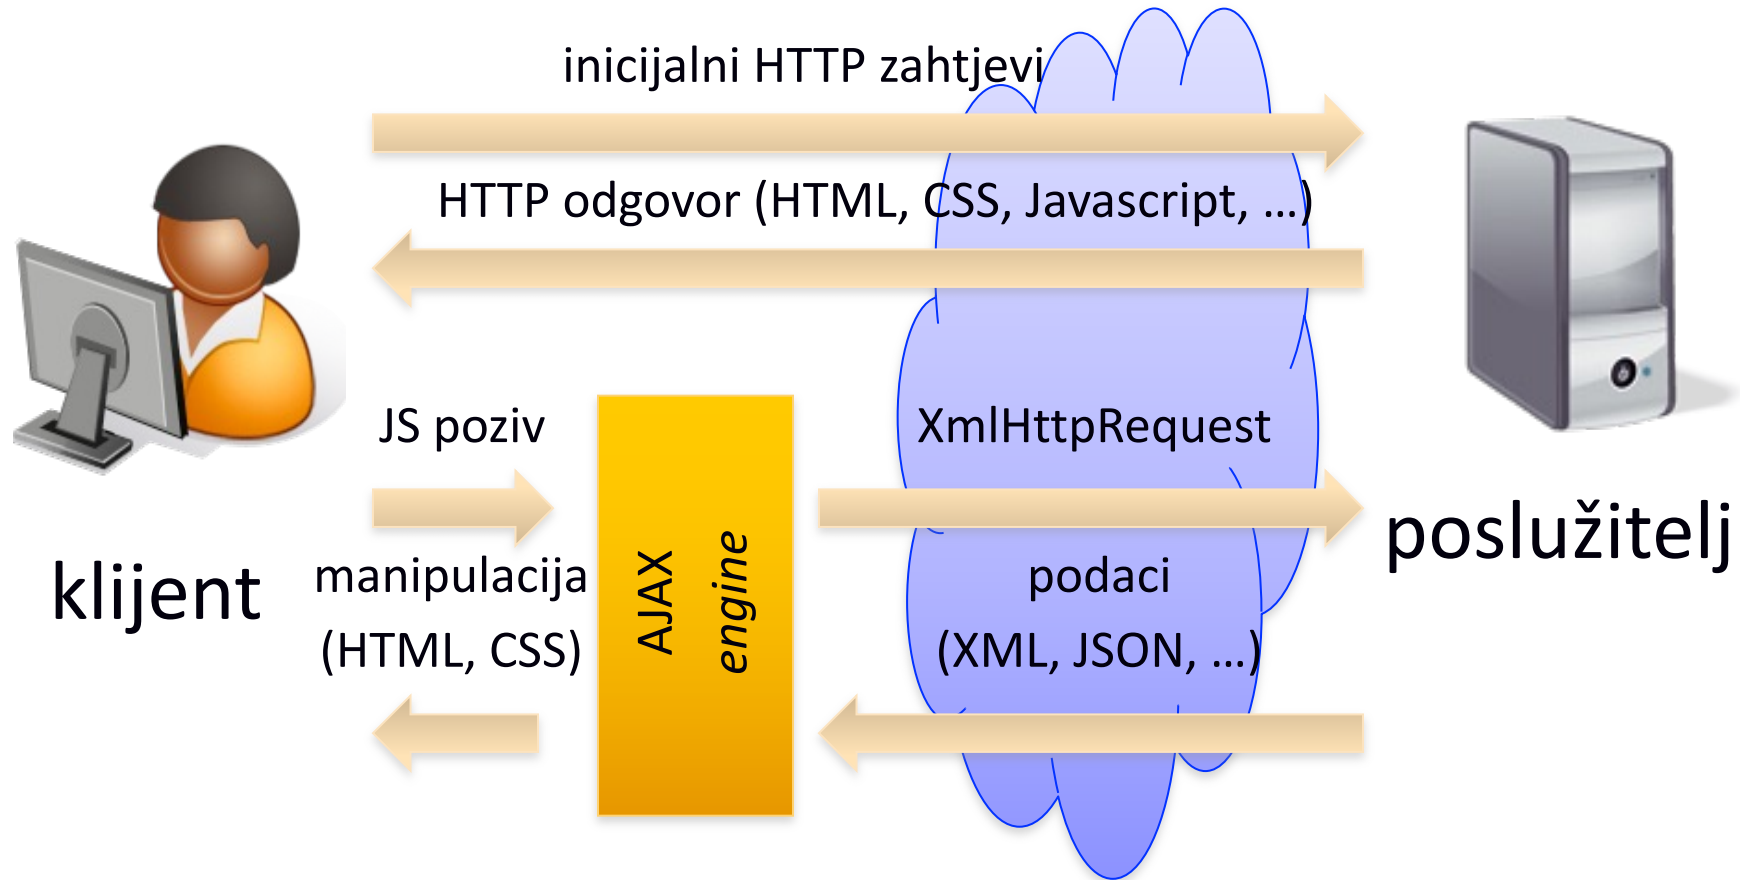 inicijalni HTTP zahtjevi
HTTP odgovor (HTML, CSS, Javascript, …)
JS poziv
XmlHttpRequest
klijent
manipulacija
(HTML, CSS)
AJAX
engine
podaci
(XML, JSON, …)
poslužitelj